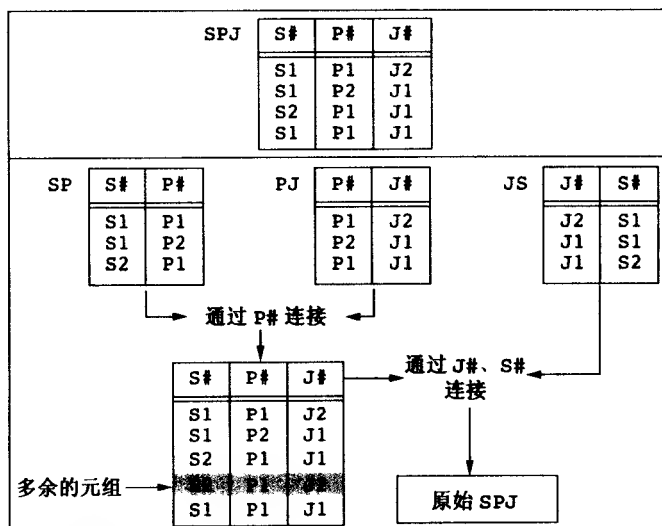 SPJ S# P# J#
S1 P1 J2
S1 P2 J1
S2 P1 J1
S1 P1 J1
SP S# P# PJ P# J# JS J# S#
S1 P1 P1 J2 J2 S1
S1 P2 P2 J1 J1 S1
S2 P1 P1 J1 J1 S2
通过 P# 连接
S# P# J#
S1 P1 J2
S1 P2 J1
S2 P1 J1
多余的元组 P1
S1 P1 J1
通过 J#、S#
连接
原始 SPJ